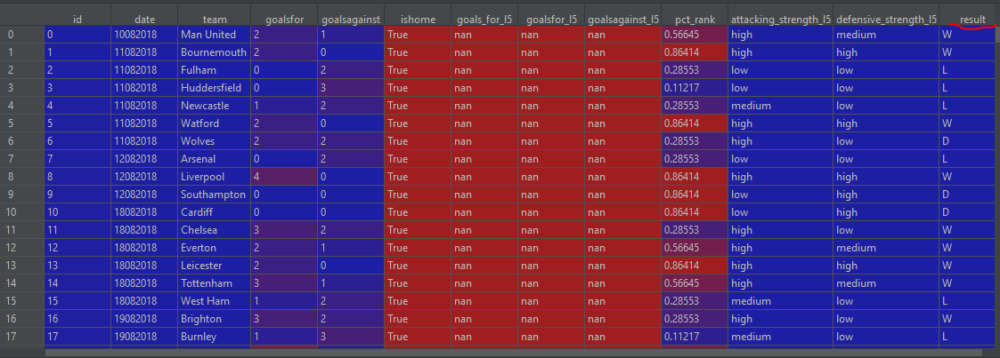 id date team goalsfor goalsagainst ishome goals_for_l5 goalsfor_l5 goalsagainst_l5 pct_rank attacking_strength_l5 defensive_strength_l5 result
0 0 10082018 Man United 2 1 True nan nan nan 0.56645 high medium W
1 1 11082018 Bournemouth 2 0 True nan nan nan 0.86414 high high W
2 2 11082018 Fulham 0 2 True nan nan nan 0.28553 low low L
3 3 11082018 Huddersfield 0 3 True nan nan nan 0.11217 low low L
4 4 11082018 Newcastle 1 2 True nan nan nan 0.28553 medium low L
5 5 11082018 Watford 2 0 True nan nan nan 0.86414 high high W
6 6 11082018 Wolves 2 2 True nan nan nan 0.28553 high low D
7 7 12082018 Arsenal 0 2 True nan nan nan 0.28553 low low L
8 8 12082018 Liverpool 4 0 True nan nan nan 0.86414 high high W
9 9 12082018 Southampton 0 0 True nan nan nan 0.86414 low high D
10 10 18082018 Cardiff 0 0 True nan nan nan 0.86414 low high D
11 11 18082018 Chelsea 3 2 True nan nan nan 0.28553 high low W
12 12 18082018 Everton 2 1 True nan nan nan 0.56645 high medium W
13 13 18082018 Leicester 2 0 True nan nan nan 0.86414 high high W
14 14 18082018 Tottenham 3 1 True nan nan nan 0.56645 high medium W
15 15 18082018 West Ham 1 2 True nan nan nan 0.28553 medium low L
16 16 19082018 Brighton 3 2 True nan nan nan 0.28553 high low W
17 17 19082018 Burnley 1 3 True nan nan nan 0.11217 medium low L